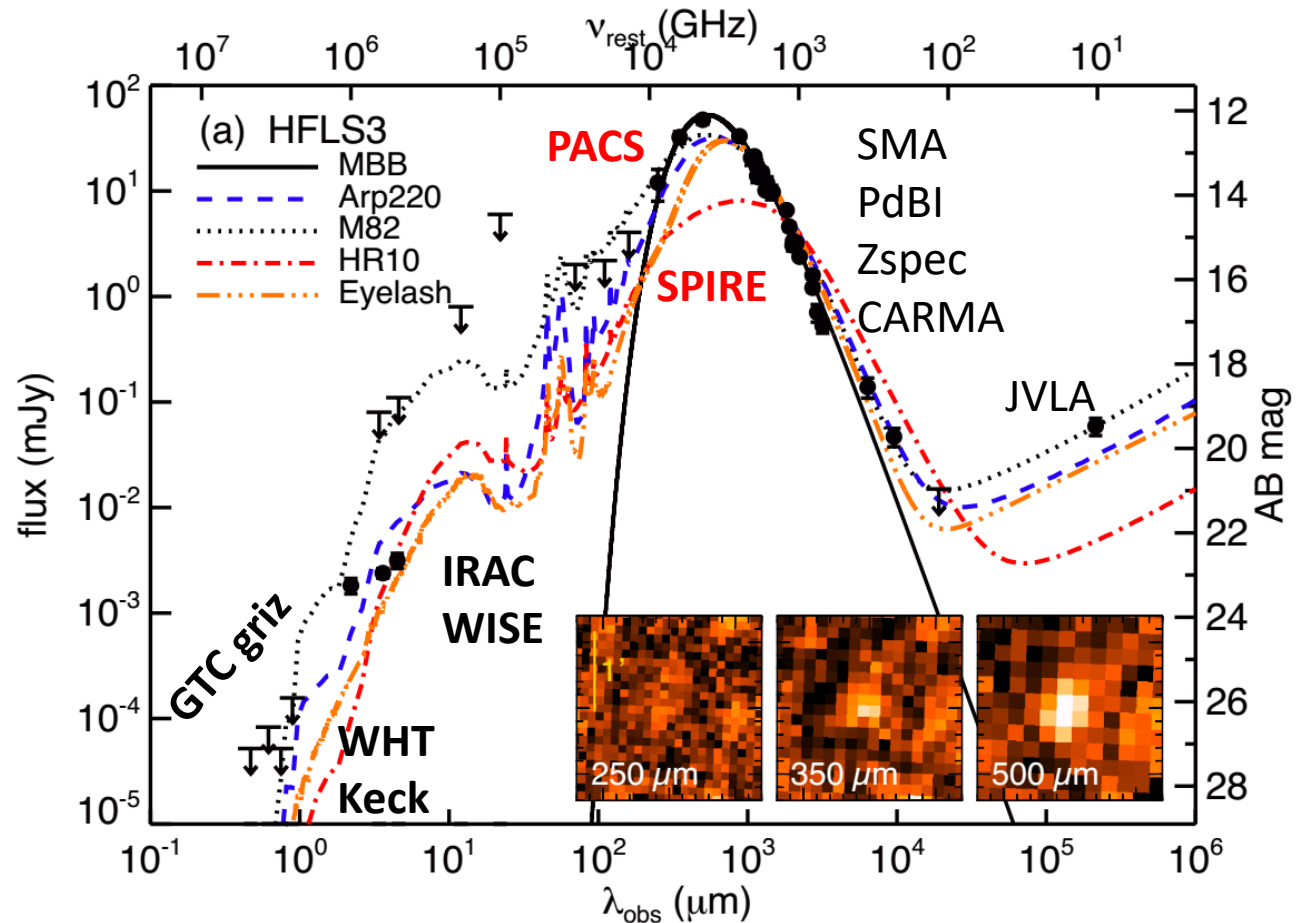 ν_rest (GHz)
10^7 10^6 10^5 10^4 10^3 10^2 10^1
(a) HFLS3
MBB
Arp220
M82
HR10
Eyelash
PACS
SPIRE
SMA
PdBI
Zspec
CARMA
JVLA
IRAC
WISE
GTC griz
WHT
Keck
1'
250 μm
350 μm
500 μm
flux (mJy)
10^2
10^1
10^0
10^-1
10^-2
10^-3
10^-4
10^-5
AB mag
12
14
16
18
20
22
24
26
28
10^-1 10^0 10^1 10^2 10^3 10^4 10^5 10^6
λ_obs (μm)